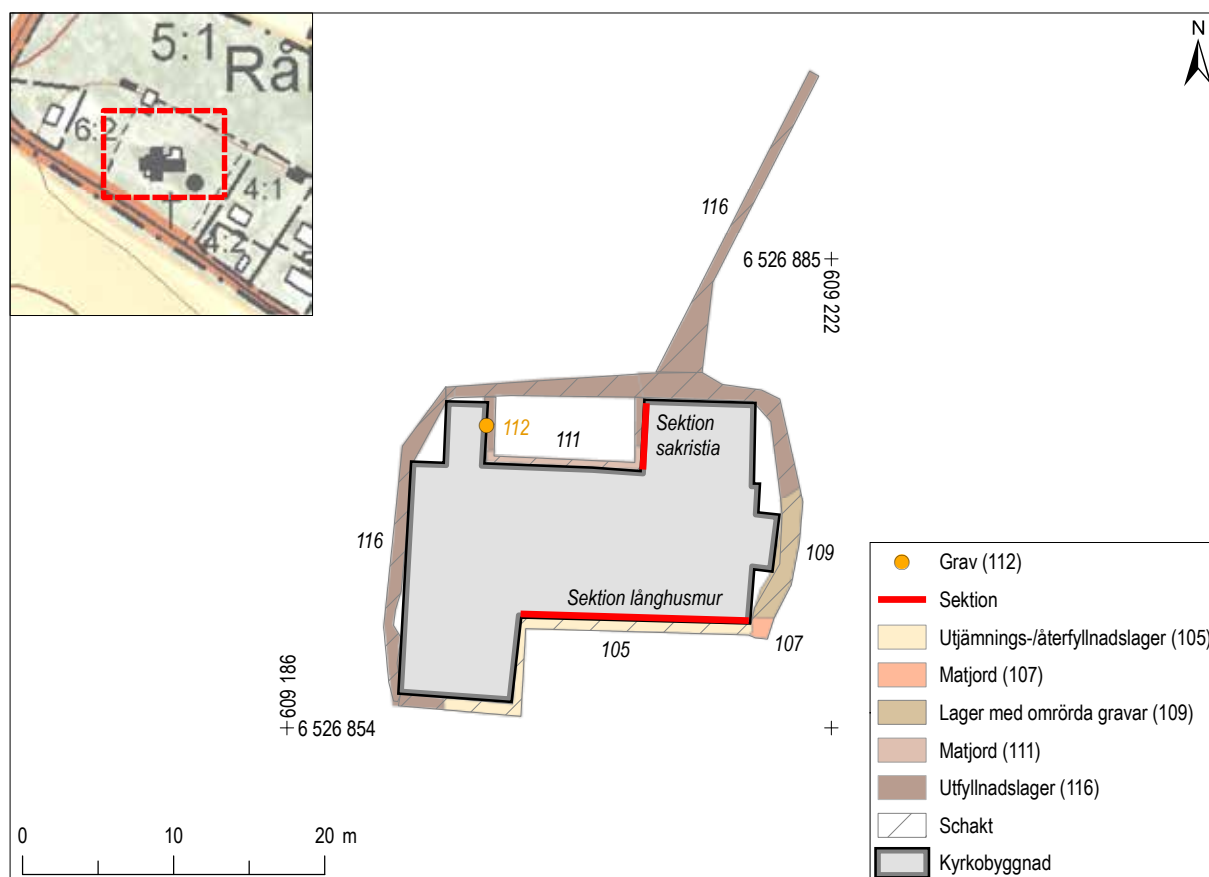 5:1
Rå
6:2
4:1
4:2
N
116
6 526 885
609 222
112
111
Sektion
sakristia
116
109
Sektion långhusmur
105
107
609 186
6 526 854
0 10 20 m
Grav (112)
Sektion
Utjämnings-/återfyllnadslager (105)
Matjord (107)
Lager med omrörda gravar (109)
Matjord (111)
Utfyllnadslager (116)
Schakt
Kyrkobyggnad